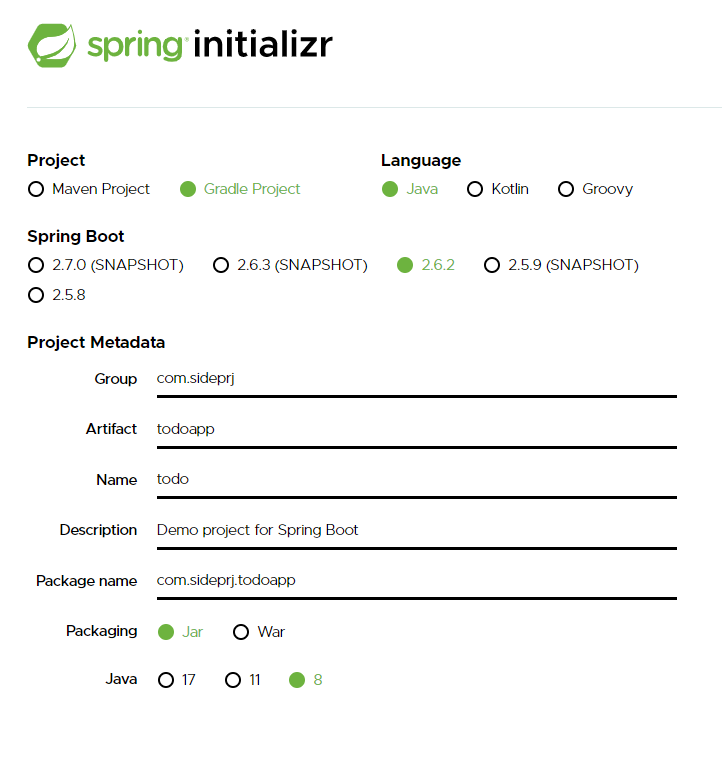 spring initializr
Project
Maven Project Gradle Project
Language
Java Kotlin Groovy
Spring Boot
2.7.0 (SNAPSHOT) 2.6.3 (SNAPSHOT) 2.6.2 2.5.9 (SNAPSHOT)
2.5.8
Project Metadata
Group com.sideprj
Artifact todoapp
Name todo
Description Demo project for Spring Boot
Package name com.sideprj.todoapp
Packaging Jar War
Java 17 11 8